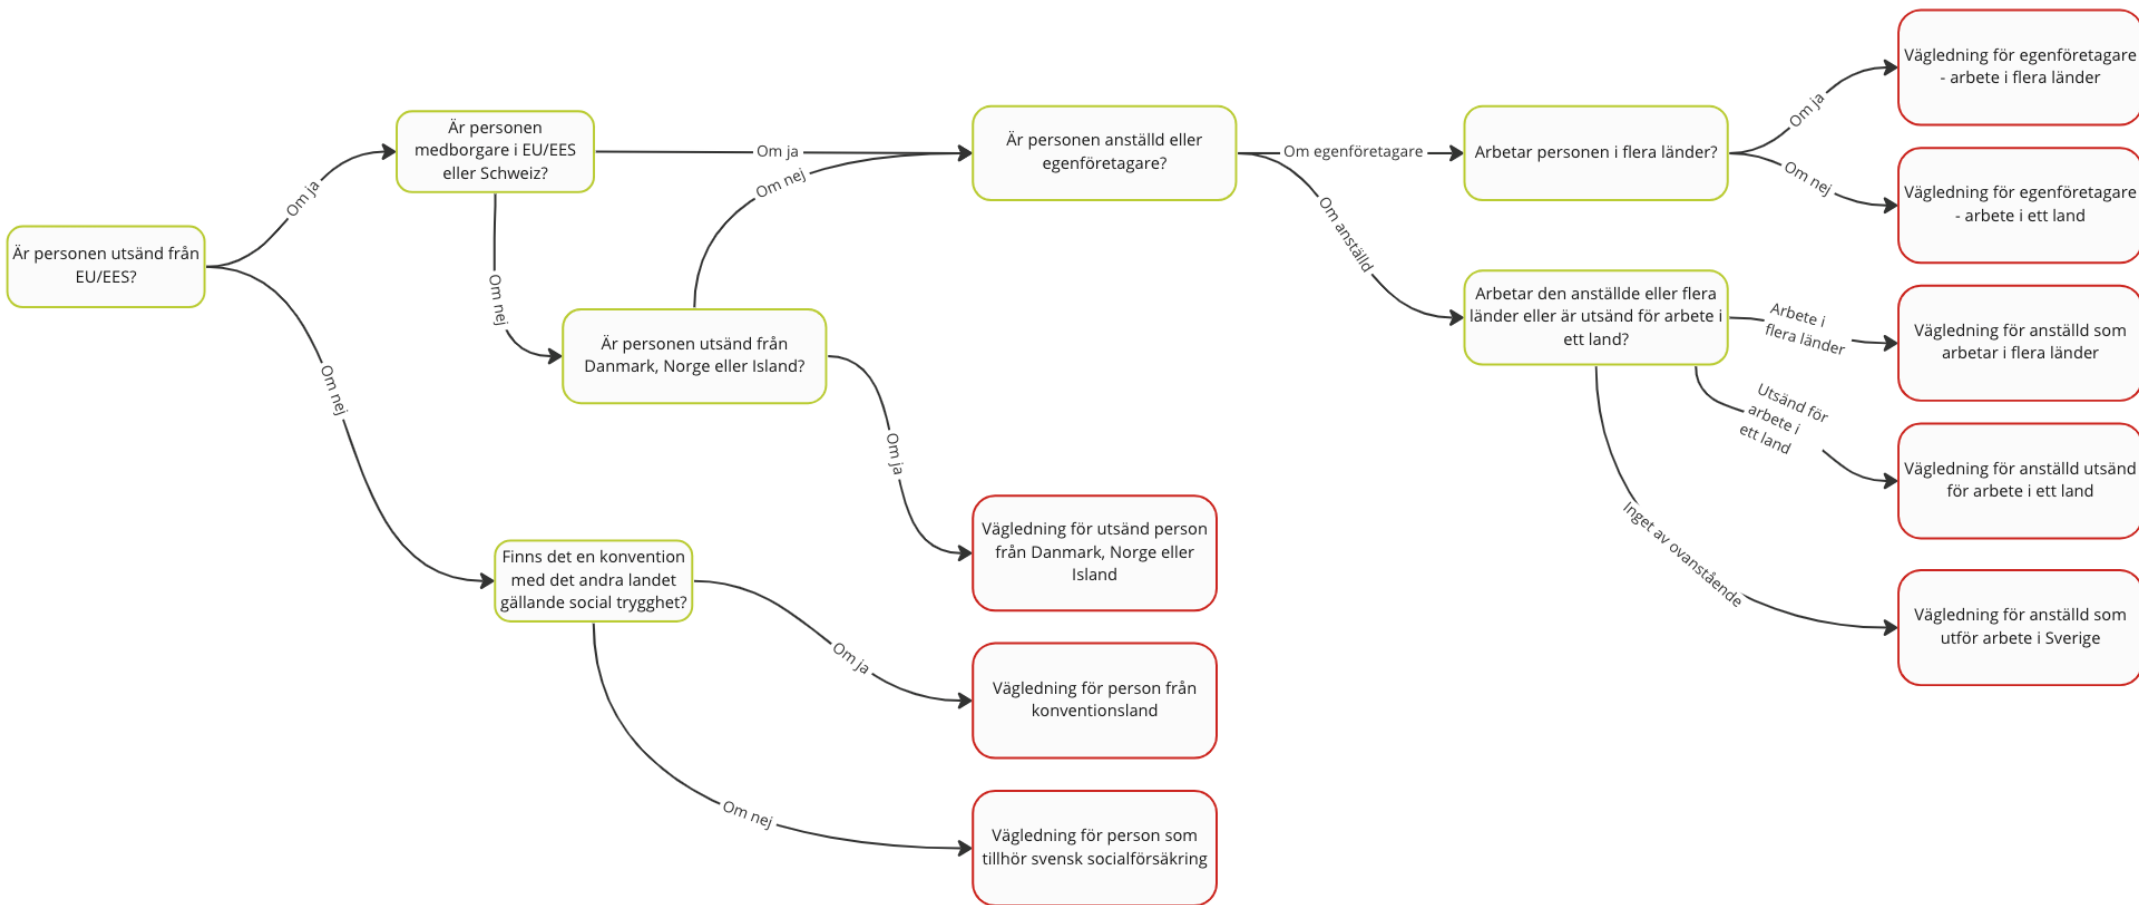 Är personen utsänd från
EU/EES?
Om ja
Om nej
Är personen
medborgare i EU/EES
eller Schweiz?
Om ja
Om nej
Är personen utsänd från
Danmark, Norge eller Island?
Om nej
Om ja
Finns det en konvention
med det andra landet
gällande social trygghet?
Om ja
Om nej
Är personen anställd eller
egenföretagare?
Om egenföretagare
Om anställd
Vägledning för utsänd person
från Danmark, Norge eller
Island
Vägledning för person från
konventionsland
Vägledning för person som
tillhör svensk socialförsäkring
Arbetar personen i flera länder?
Om ja
Om nej
Arbetar den anställde eller flera
länder eller är utsänd för arbete i
ett land?
Arbete i
flera länder
Utsänd för
arbete i
ett land
Inget av ovanstående
Vägledning för egenföretagare
- arbete i flera länder
Vägledning för egenföretagare
- arbete i ett land
Vägledning för anställd som
arbetar i flera länder
Vägledning för anställd utsänd
för arbete i ett land
Vägledning för anställd som
utför arbete i Sverige